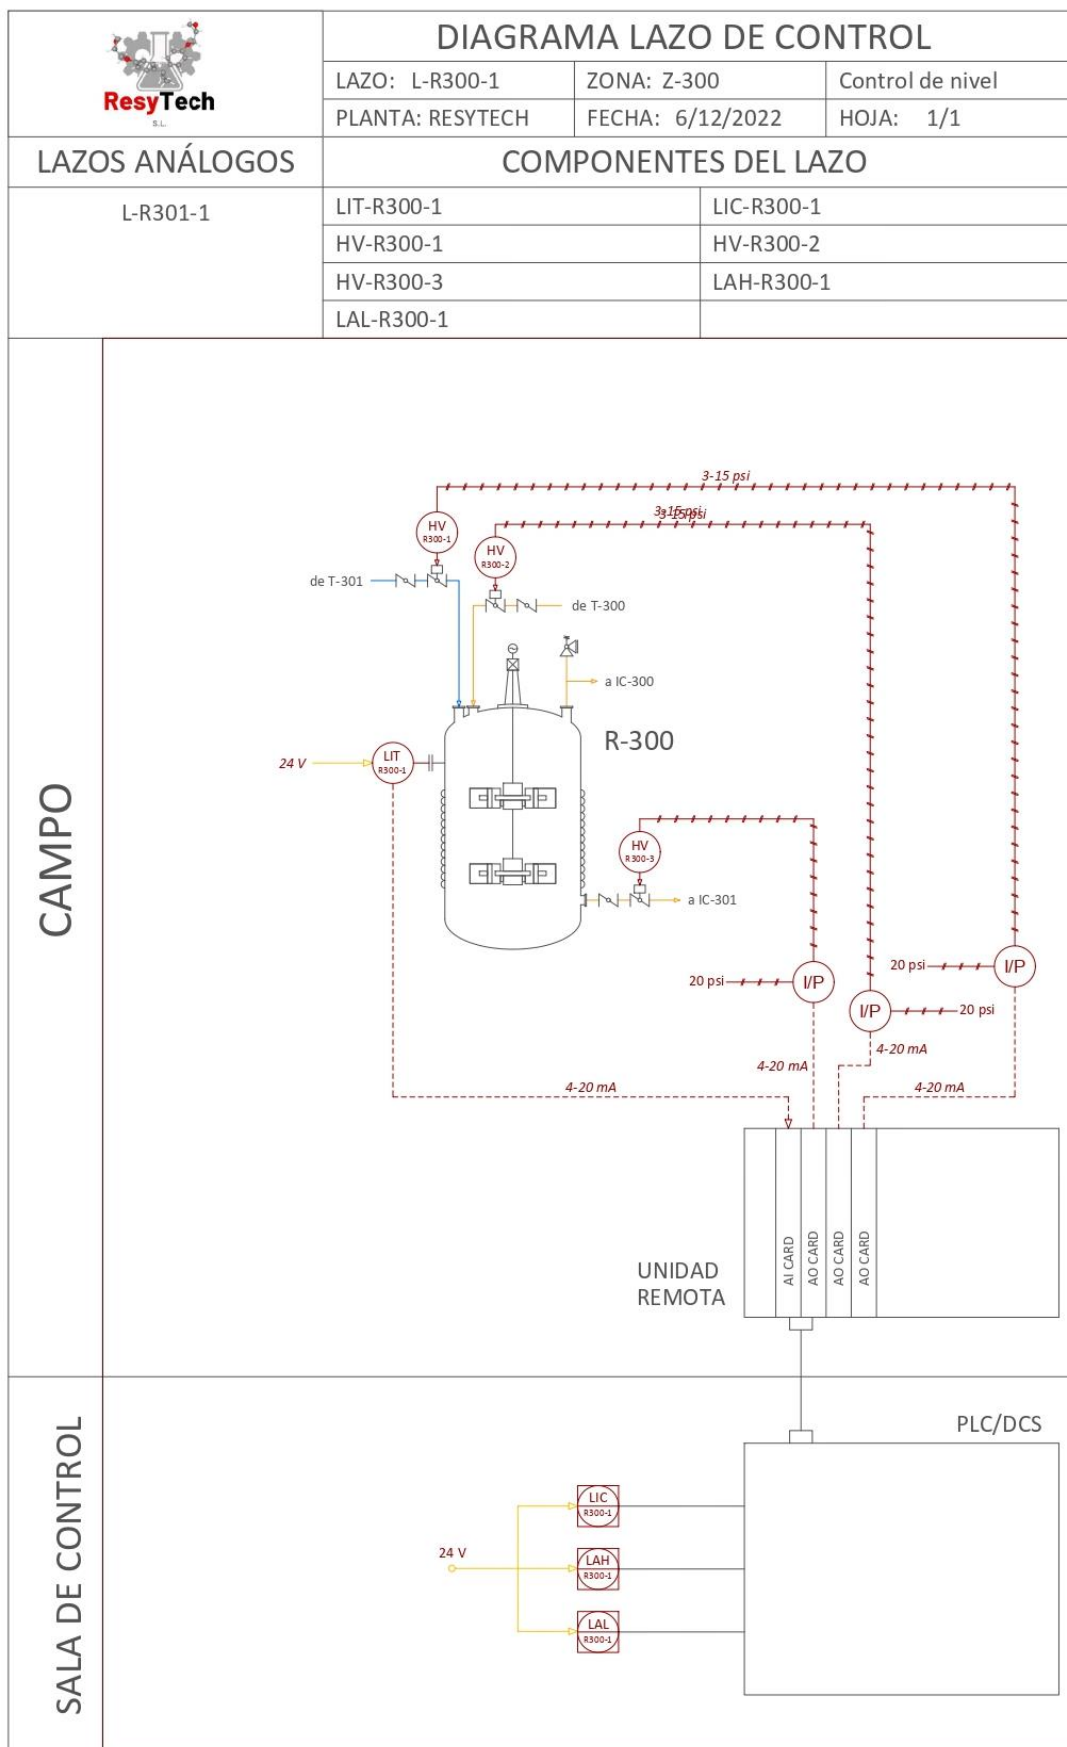 ResyTech
S.L.
DIAGRAMA LAZO DE CONTROL
LAZO: L-R300-1
ZONA: Z-300
Control de nivel
PLANTA: RESYTECH
FECHA: 6/12/2022
HOJA: 1/1
LAZOS ANÁLOGOS
COMPONENTES DEL LAZO
L-R301-1
LIT-R300-1
LIC-R300-1
HV-R300-1
HV-R300-2
HV-R300-3
LAH-R300-1
LAL-R300-1
CAMPO
3-15 psi
3-15 psi
3-15 psi
HV
R300-1
HV
R300-2
de T-301
de T-300
a IC-300
R-300
24 V
LIT
R300-1
HV
R300-3
a IC-301
20 psi
I/P
20 psi
I/P
I/P
20 psi
4-20 mA
4-20 mA
4-20 mA
4-20 mA
AI CARD
AO CARD
AO CARD
AO CARD
UNIDAD
REMOTA
SALA DE CONTROL
PLC/DCS
24 V
LIC
R300-1
LAH
R300-1
LAL
R300-1